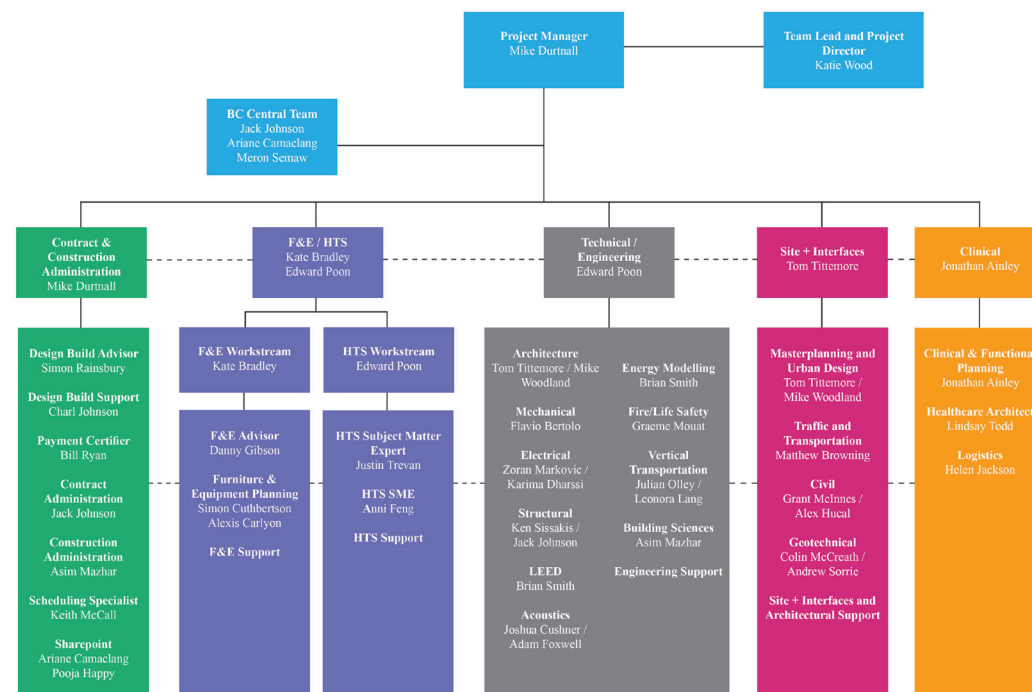 Project Manager
Mike Durtnall
Team Lead and Project
Director
Katie Wood
BC Central Team
Jack Johnson
Ariane Camaclang
Meron Semaw
Contract &
Construction
Administration
Mike Durtnall
F&E / HTS
Kate Bradley
Edward Poon
Technical /
Engineering
Edward Poon
Site + Interfaces
Tom Tittemore
Clinical
Jonathan Ainley
Design Build Advisor
Simon Rainsbury
Design Build Support
Charl Johnson
Payment Certifier
Bill Ryan
Contract
Administration
Jack Johnson
Construction
Administration
Asim Mazhar
Scheduling Specialist
Keith McCall
Sharepoint
Ariane Camaclang
Pooja Happy
F&E Workstream
Kate Bradley
F&E Advisor
Danny Gibson
Furniture &
Equipment Planning
Simon Cuthbertson
Alexis Carlyon
F&E Support
HTS Workstream
Edward Poon
HTS Subject Matter
Expert
Justin Trevan
HTS SME
Anni Feng
HTS Support
Architecture
Tom Tittemore / Mike
Woodland
Mechanical
Flavio Bertolo
Electrical
Zoran Markovic /
Karima Dharssi
Structural
Ken Sissakis /
Jack Johnson
LEED
Brian Smith
Acoustics
Joshua Cushner /
Adam Foxwell
Energy Modelling
Brian Smith
Fire/Life Safety
Graeme Mouat
Vertical
Transportation
Julian Olley /
Leonora Lang
Building Sciences
Asim Mazhar
Engineering Support
Masterplanning and
Urban Design
Tom Tittemore /
Mike Woodland
Traffic and
Transportation
Matthew Browning
Civil
Grant McInnes /
Alex Hucal
Geotechnical
Colin McCreath /
Andrew Sorrie
Site + Interfaces and
Architectural Support
Clinical & Functional
Planning
Jonathan Ainley
Healthcare Architect
Lindsay Todd
Logistics
Helen Jackson